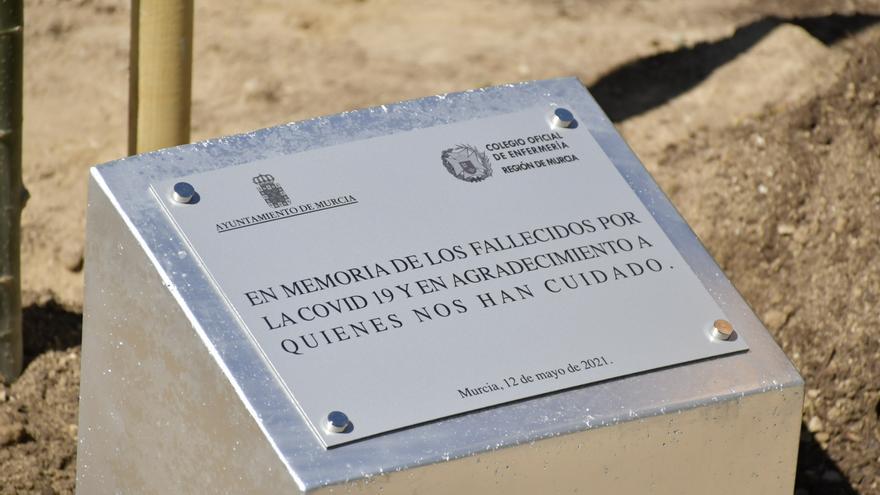 AYUNTAMIENTO DE MURCIA
COLEGIO OFICIAL
DE ENFERMERÍA
REGIÓN DE MURCIA
EN MEMORIA DE LOS FALLECIDOS POR
LA COVID 19 Y EN AGRADECIMIENTO A
QUIENES NOS HAN CUIDADO.
Murcia, 12 de mayo de 2021.